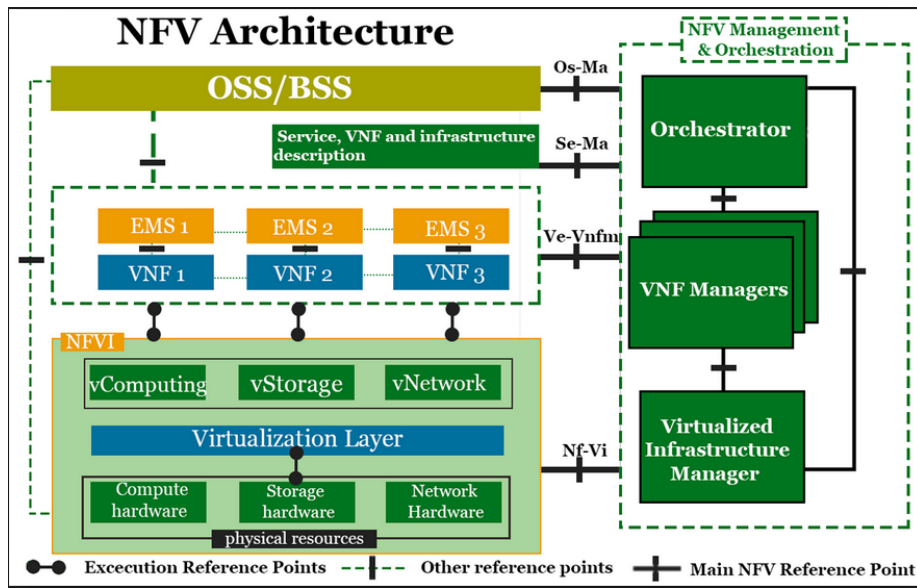 NFV Architecture
NFV Management
& Orchestration
OSS/BSS
Os-Ma
Orchestrator
Service, VNF and infrastructure
description
Se-Ma
EMS 1
EMS 2
EMS 3
Ve-Vnfm
VNF 1
VNF 2
VNF 3
VNF Managers
NFVI
vComputing
vStorage
vNetwork
Virtualization Layer
Nf-Vi
Virtualized
Infrastructure
Manager
Compute
hardware
Storage
hardware
Network
Hardware
physical resources
Excecution Reference Points
Other reference points
Main NFV Reference Point